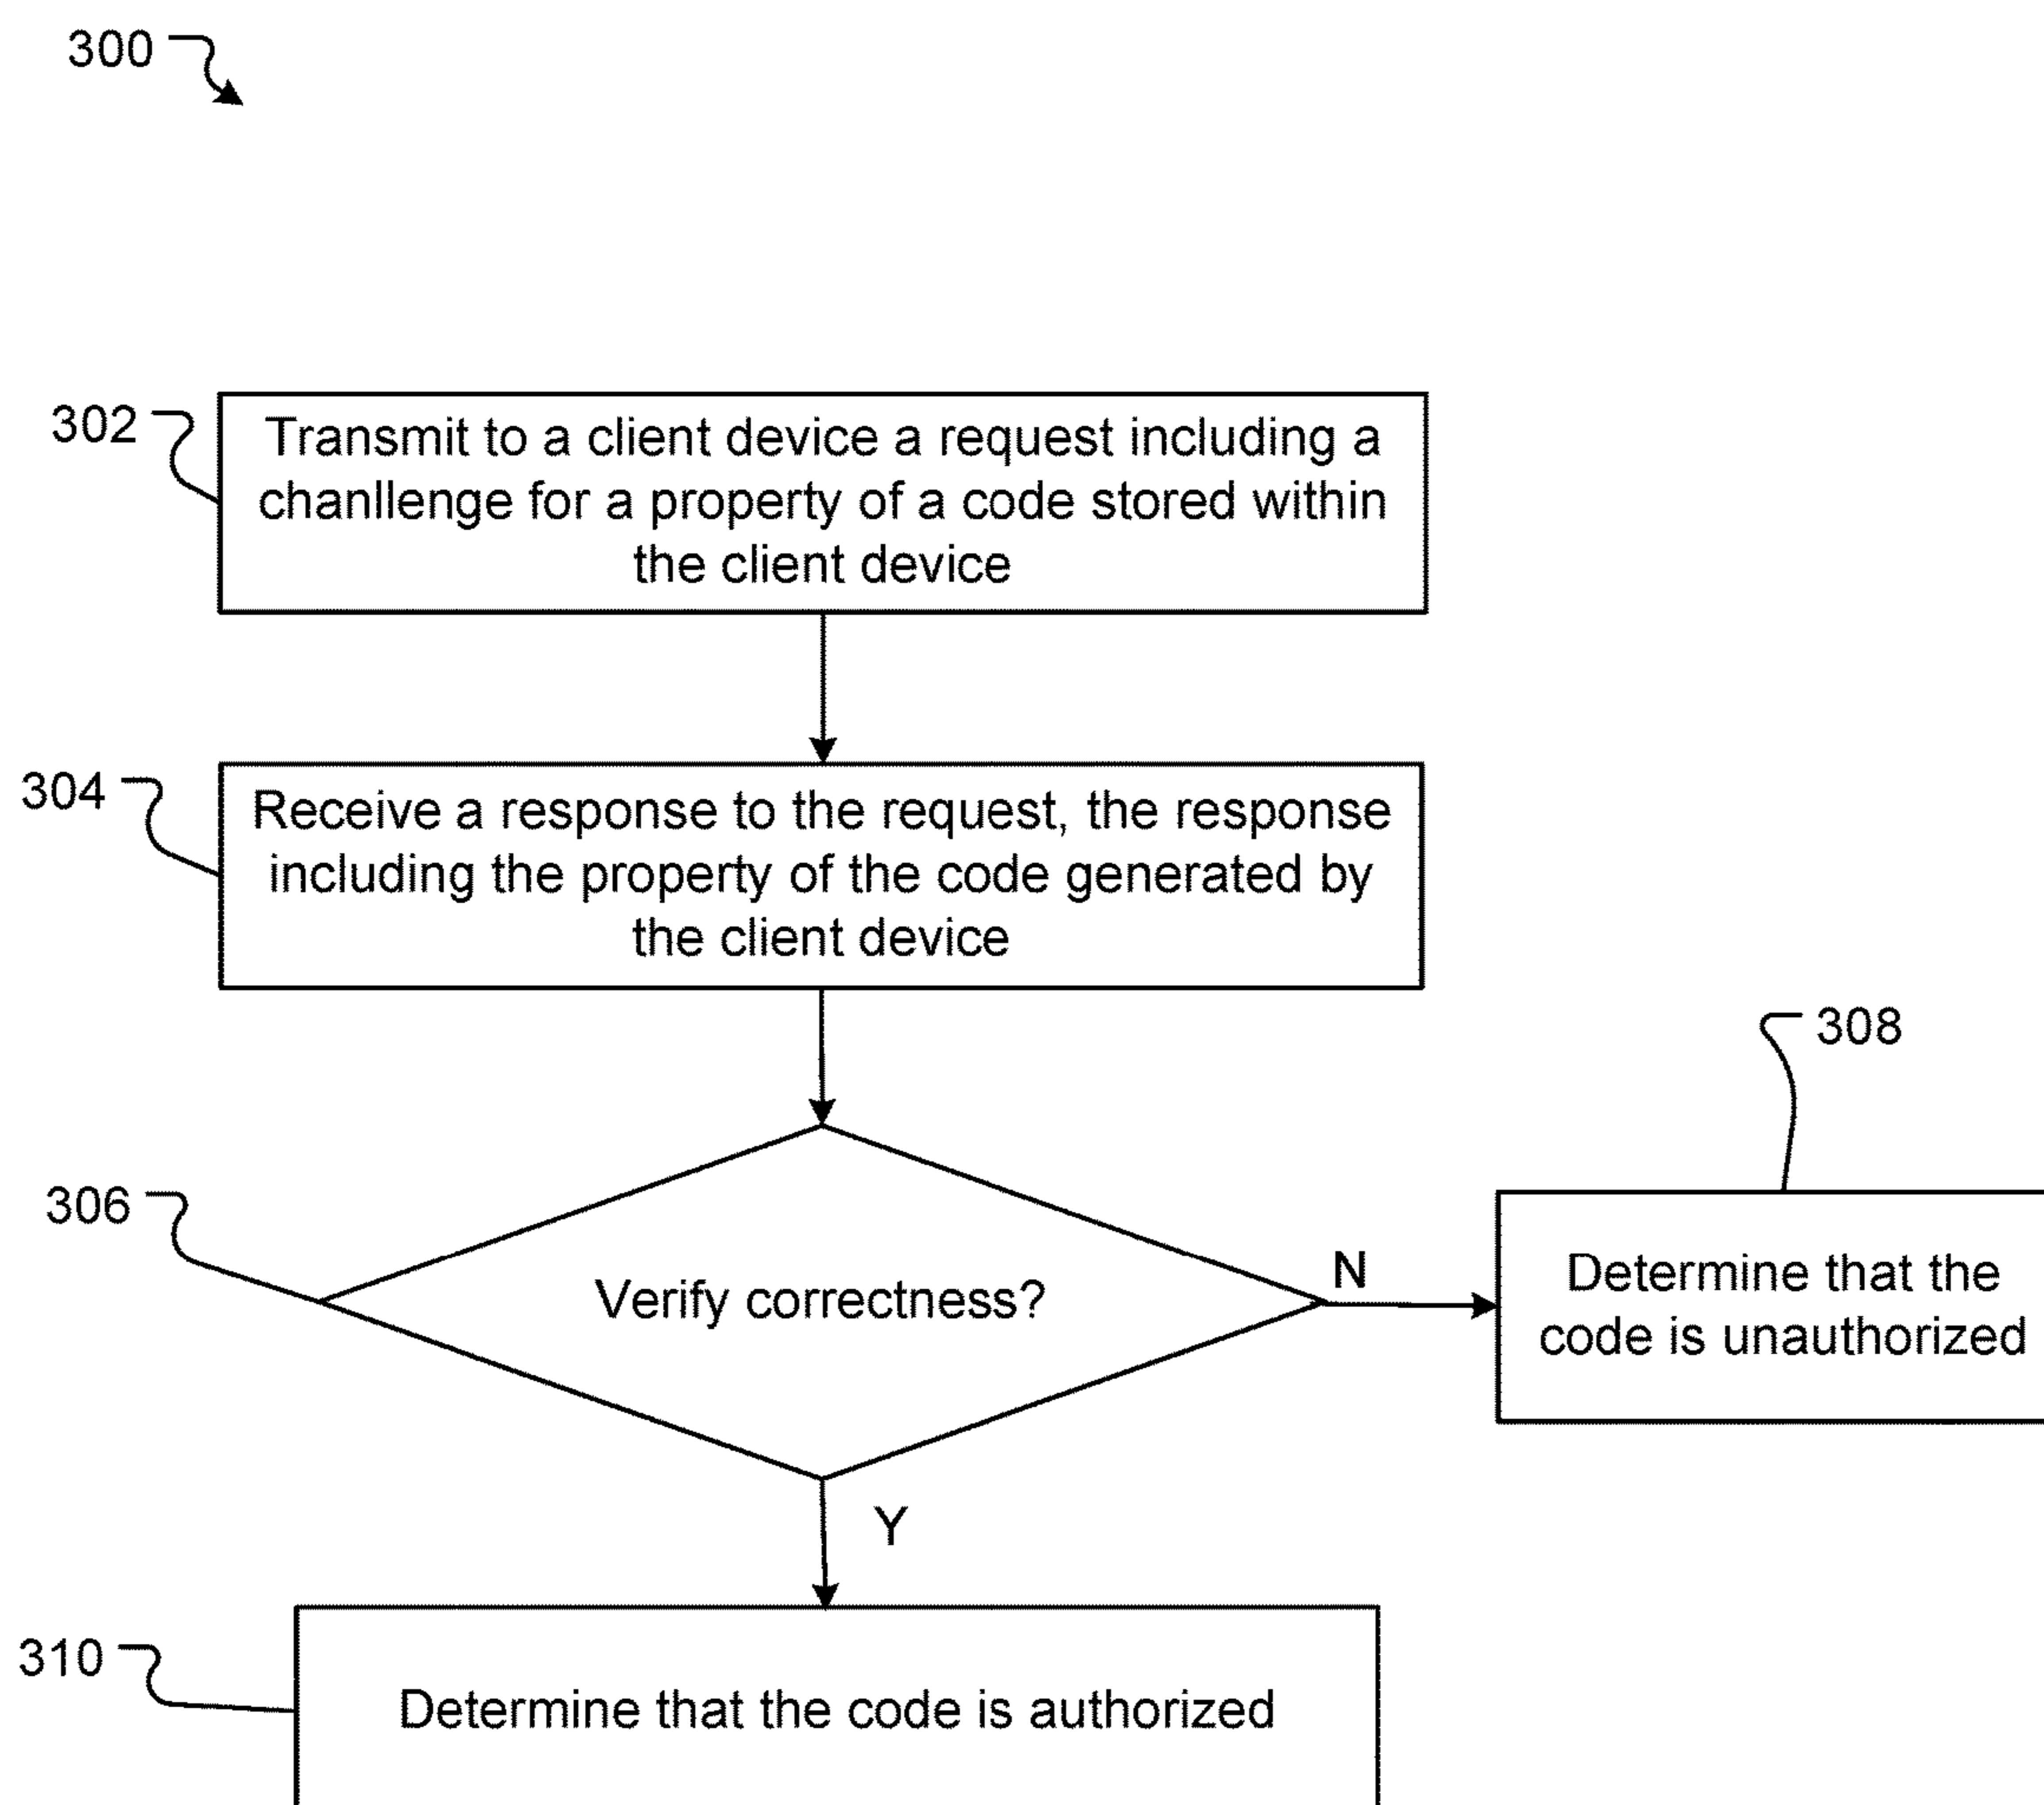 300
302
Transmit to a client device a request including a
chanllenge for a property of a code stored within
the client device
304
Receive a response to the request, the response
including the property of the code generated by
the client device
308
306
Verify correctness?
N
Determine that the
code is unauthorized
Y
310
Determine that the code is authorized